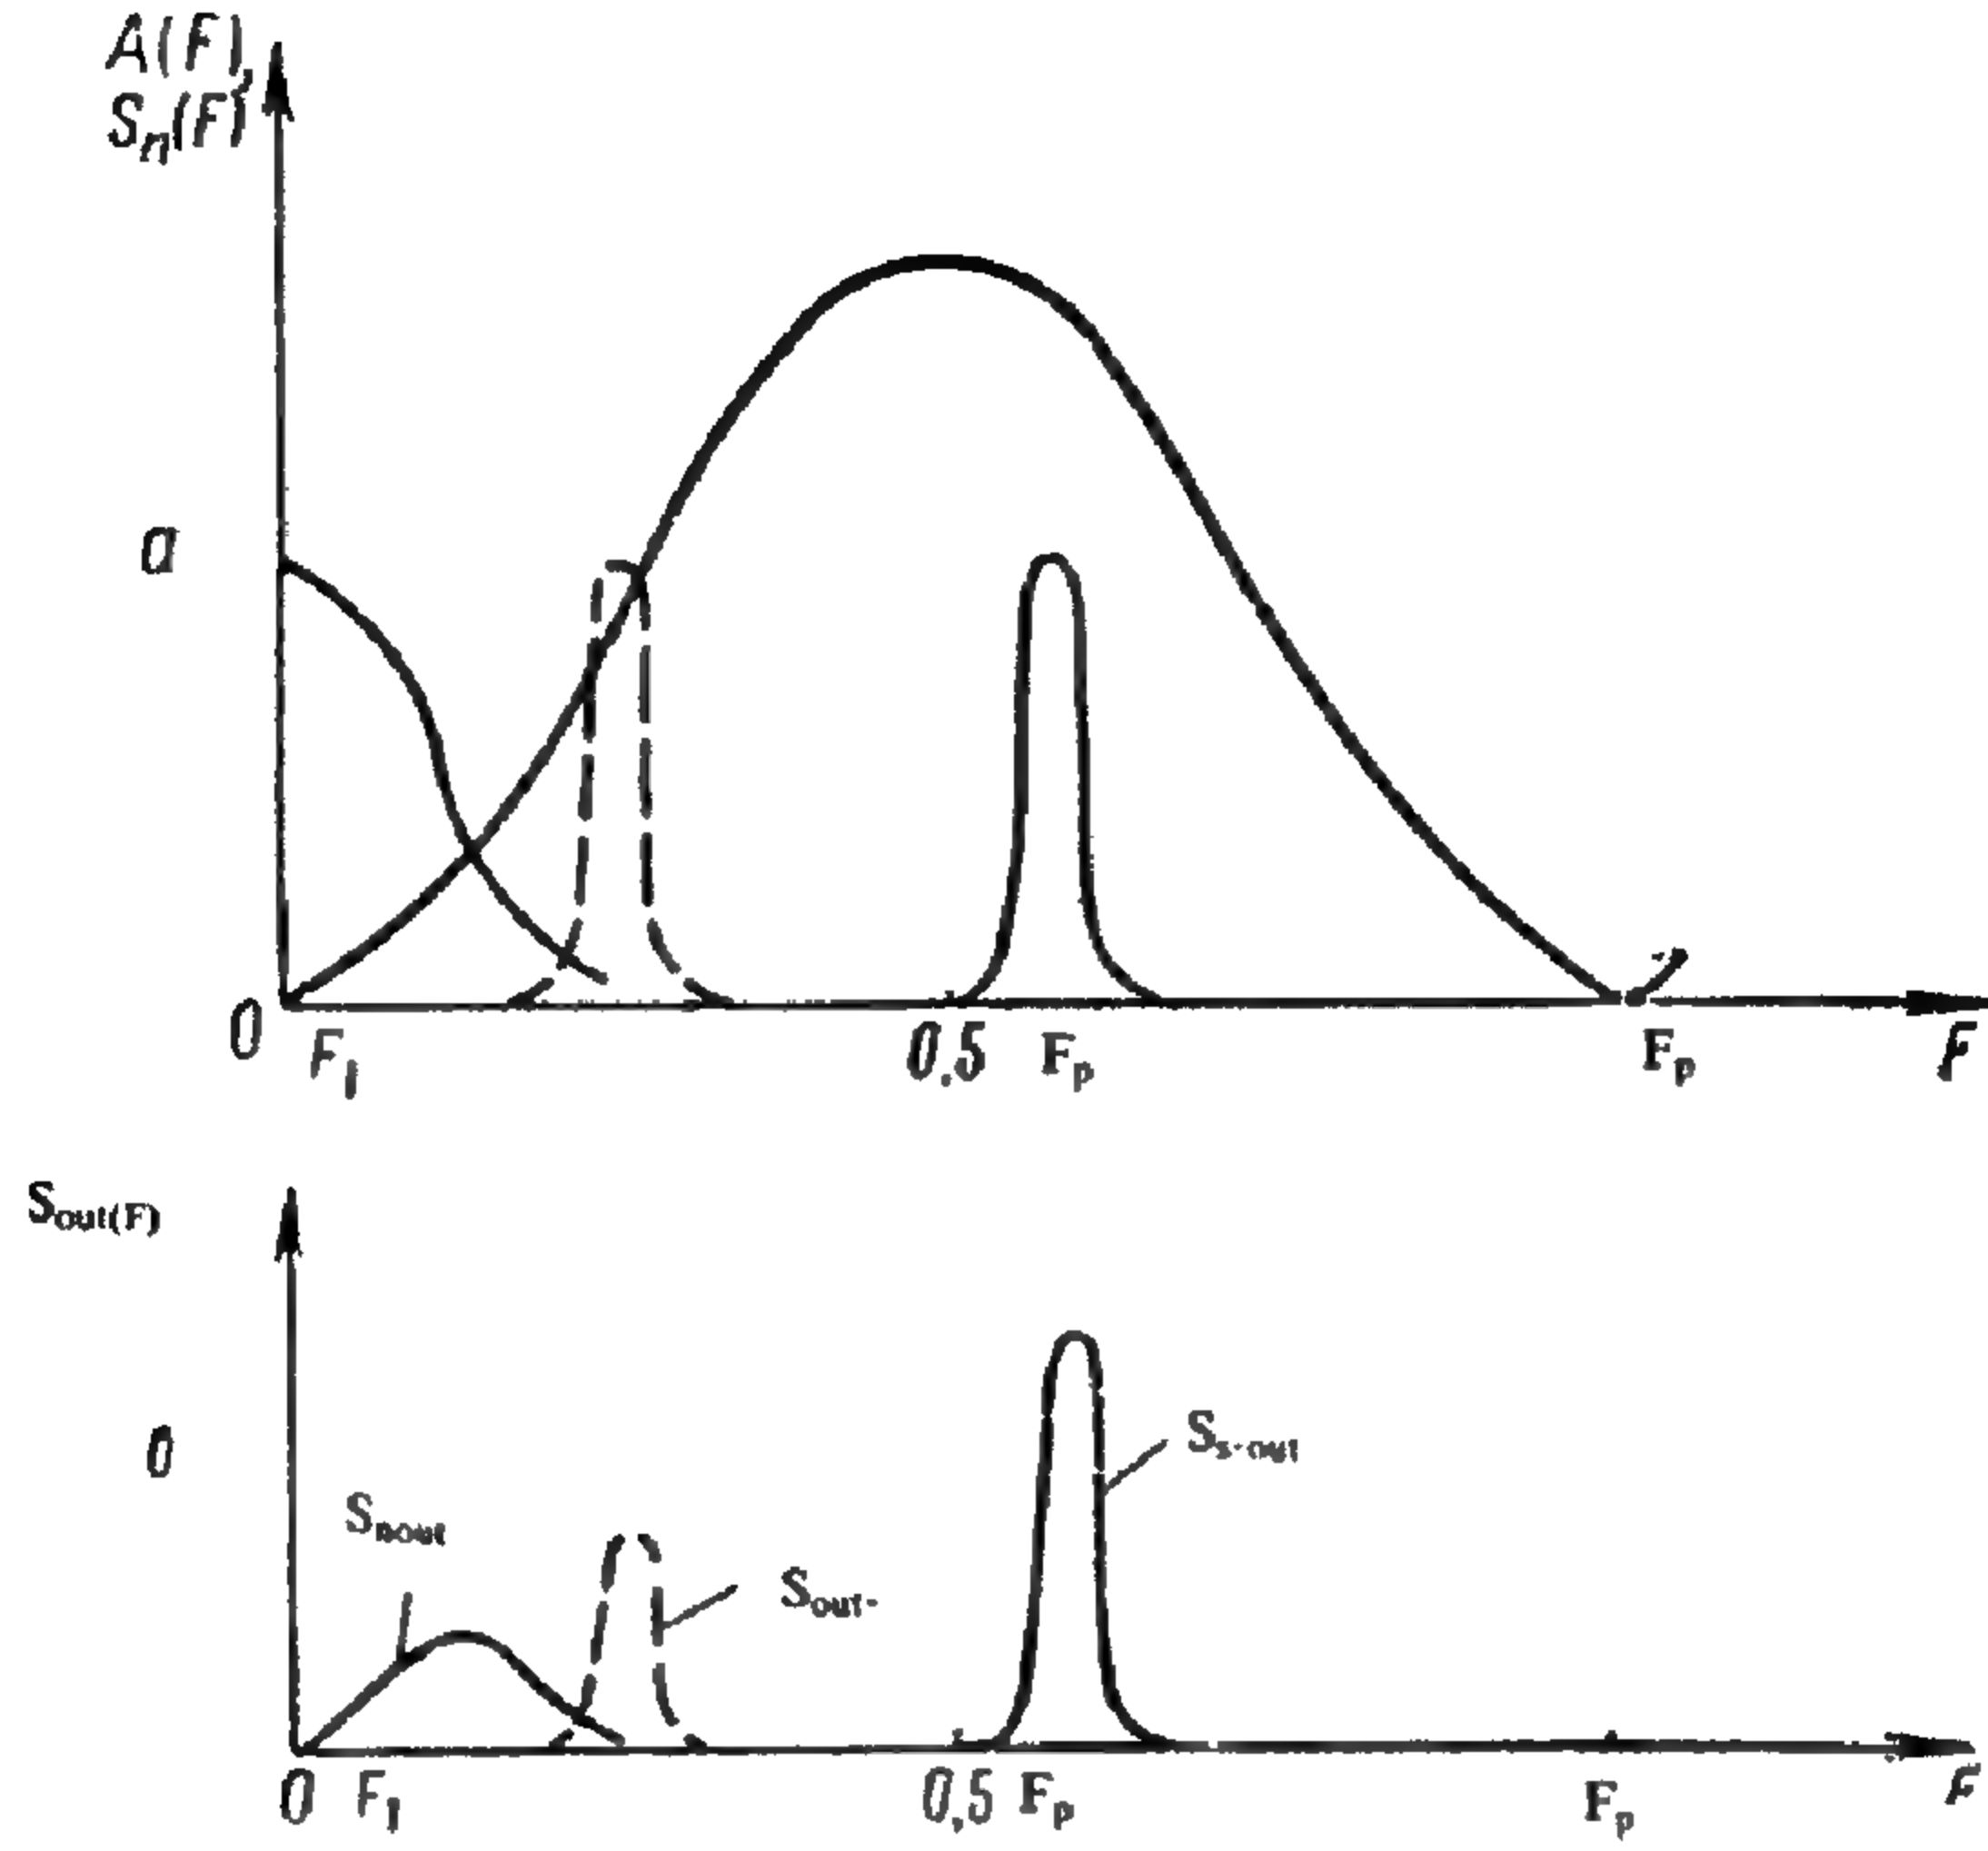 A(F),
Sn(F)
a
0 F1 0.5 Fp Fp F
Sout(F)
0
Ss·out
Snout
Sout·
0 F1 0,5 Fp Fp F